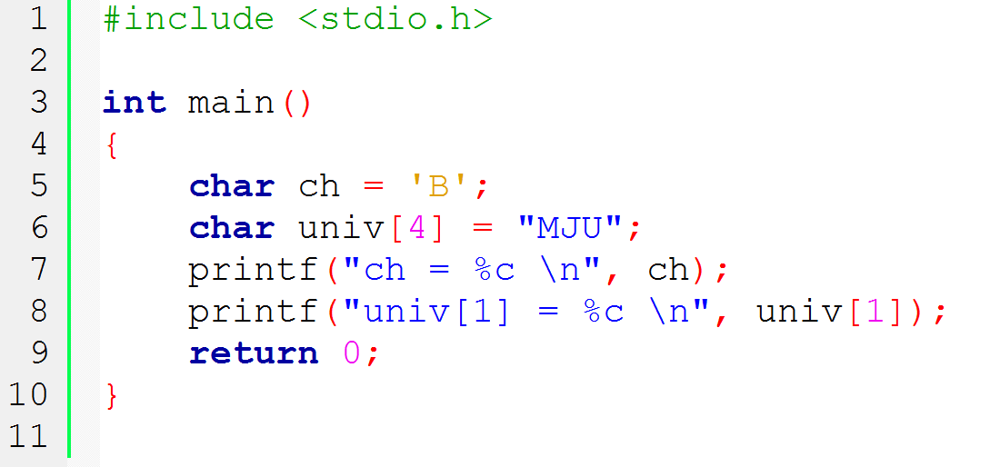 1 #include <stdio.h>
2
3 int main()
4 {
5     char ch = 'B';
6     char univ[4] = "MJU";
7     printf("ch = %c \n", ch);
8     printf("univ[1] = %c \n", univ[1]);
9     return 0;
10 }
11